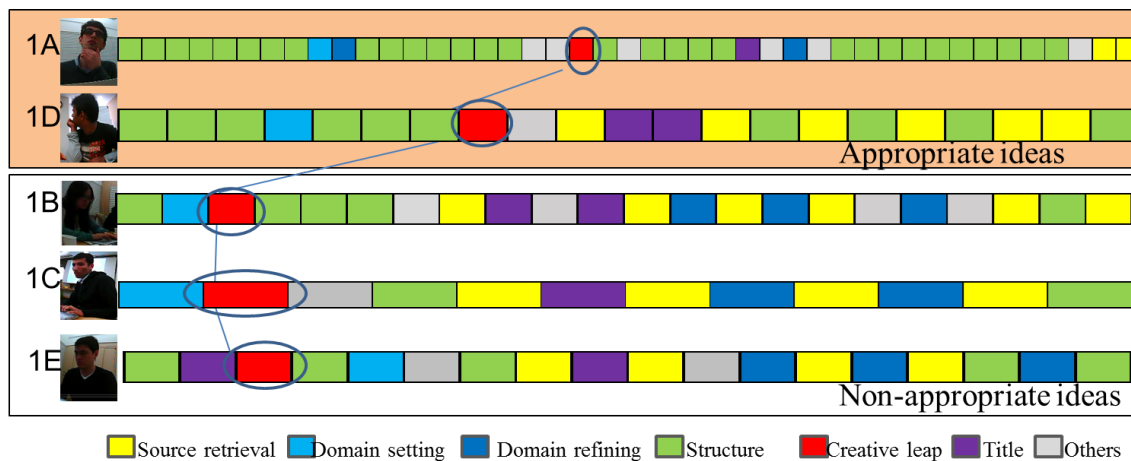 1A
1D
Appropriate ideas
1B
1C
1E
Non-appropriate ideas
Source retrieval Domain setting Domain refining Structure Creative leap Title Others